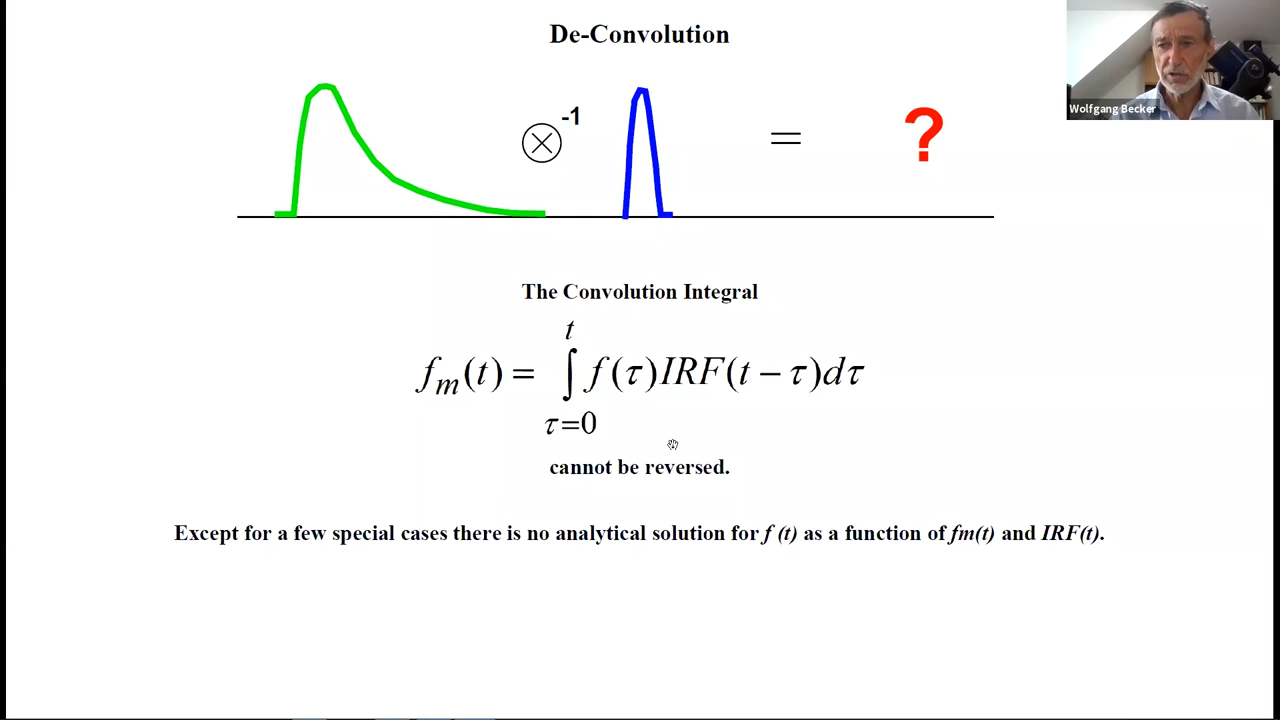 De-Convolution
Wolfgang Becker
-1
⊗ = ?
The Convolution Integral
t
fm(t) = ∫ f(τ)IRF(t − τ)dτ
τ=0
cannot be reversed.
Except for a few special cases there is no analytical solution for f (t) as a function of fm(t) and IRF(t).